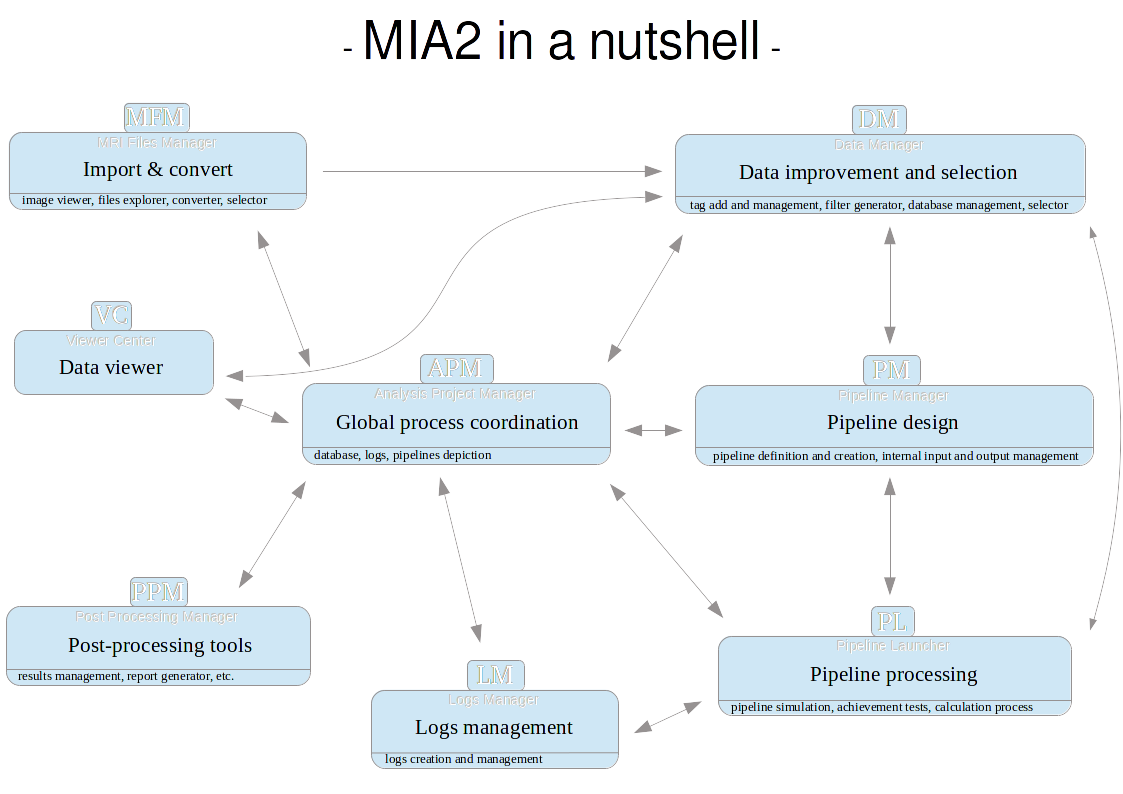 - MIA2 in a nutshell -
MFM
MRI Files Manager
Import & convert
image viewer, files explorer, converter, selector
DM
Data Manager
Data improvement and selection
tag add and management, filter generator, database management, selector
VC
Viewer Center
Data viewer
APM
Analysis Project Manager
Global process coordination
database, logs, pipelines depiction
PM
Pipeline Manager
Pipeline design
pipeline definition and creation, internal input and output management
PPM
Post Processing Manager
Post-processing tools
results management, report generator, etc.
LM
Logs Manager
Logs management
logs creation and management
PL
Pipeline Launcher
Pipeline processing
pipeline simulation, achievement tests, calculation process